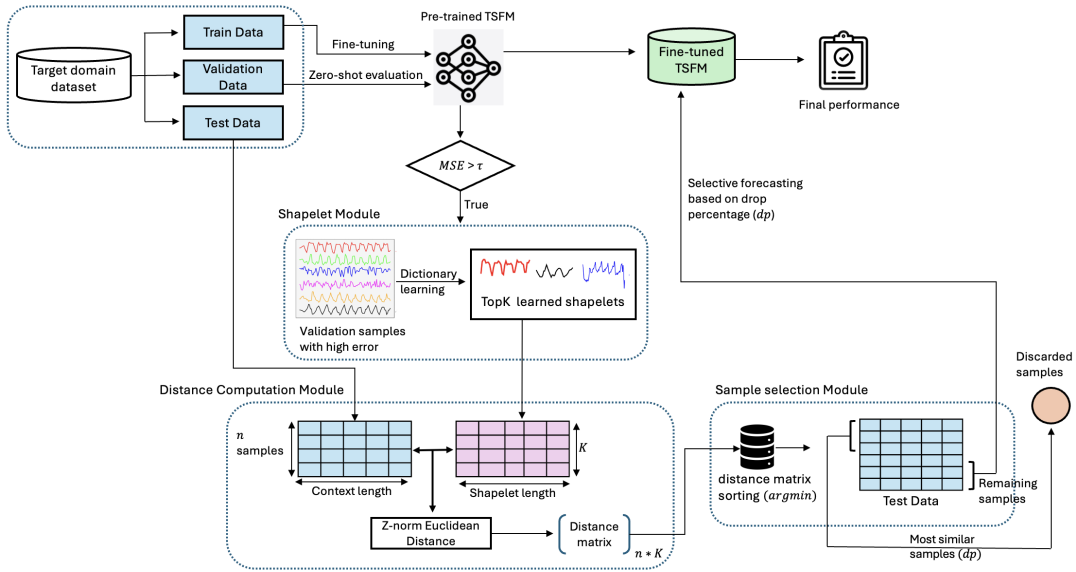 Target domain
dataset
Train Data
Validation
Data
Test Data
Fine-tuning
Zero-shot evaluation
Pre-trained TSFM
Fine-tuned
TSFM
Final performance
MSE > τ
True
Selective forecasting
based on drop
percentage (dp)
Shapelet Module
Validation samples
with high error
Dictionary
learning
TopK learned shapelets
Distance Computation Module
n
samples
Context length
K
Shapelet length
Z-norm Euclidean
Distance
Distance
matrix
n * K
Sample selection Module
distance matrix
sorting (argmin)
Test Data
Remaining
samples
Most similar
samples (dp)
Discarded
samples